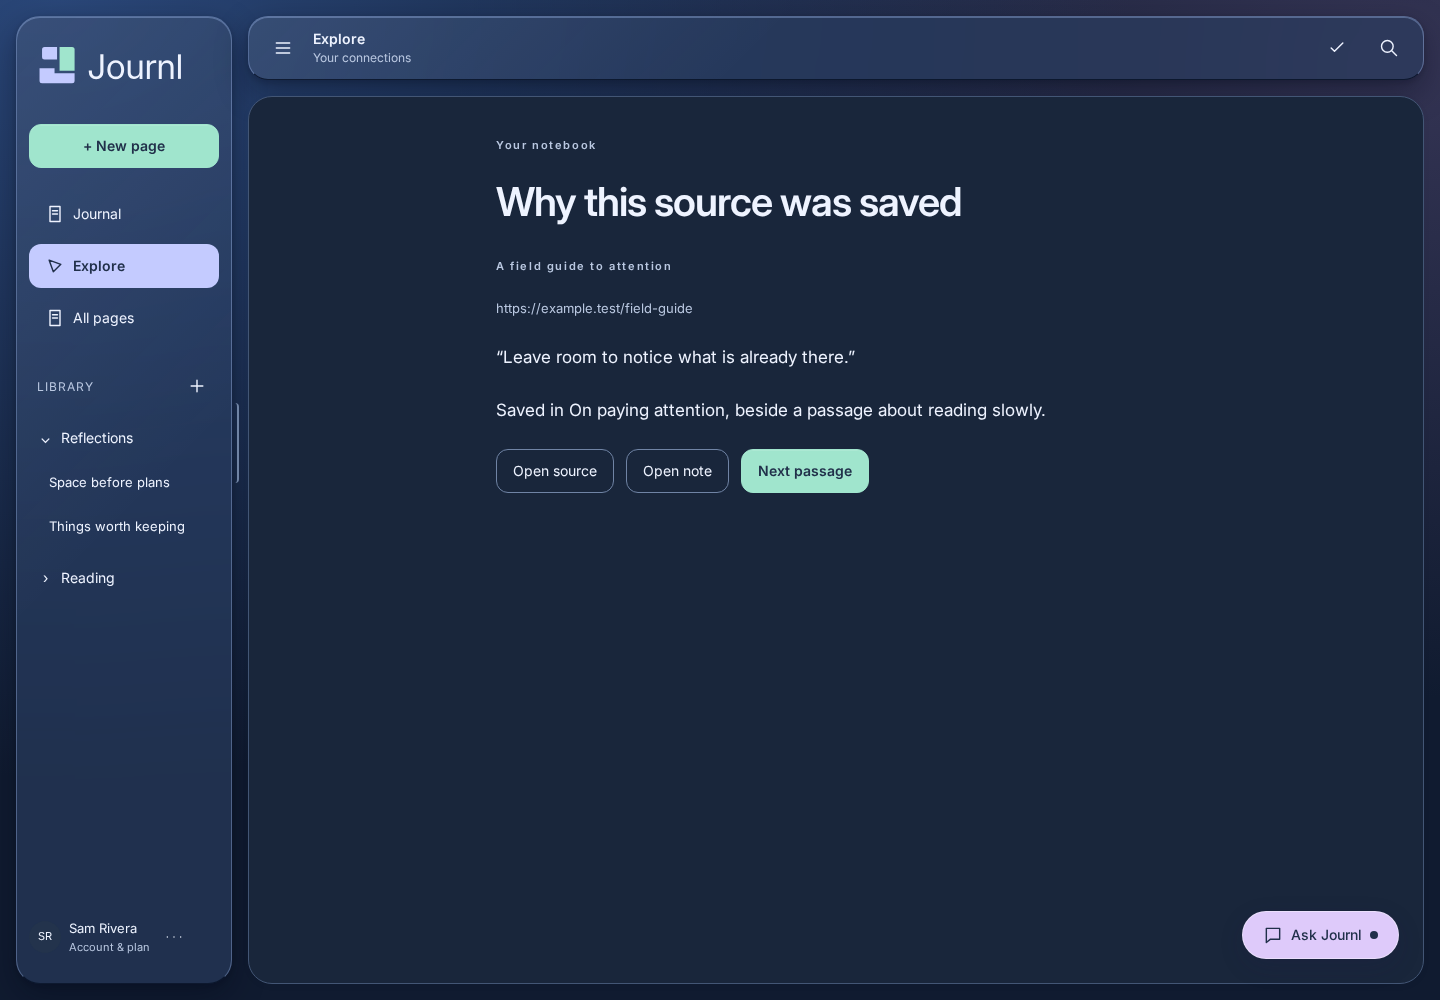 Journl
+ New page
Journal
Explore
All pages
LIBRARY
Reflections
Space before plans
Things worth keeping
Reading
SR
Sam Rivera
Account & plan
...
Explore
Your connections
Your notebook
Why this source was saved
A field guide to attention
https://example.test/field-guide
“Leave room to notice what is already there.”
Saved in On paying attention, beside a passage about reading slowly.
Open source
Open note
Next passage
Ask Journl